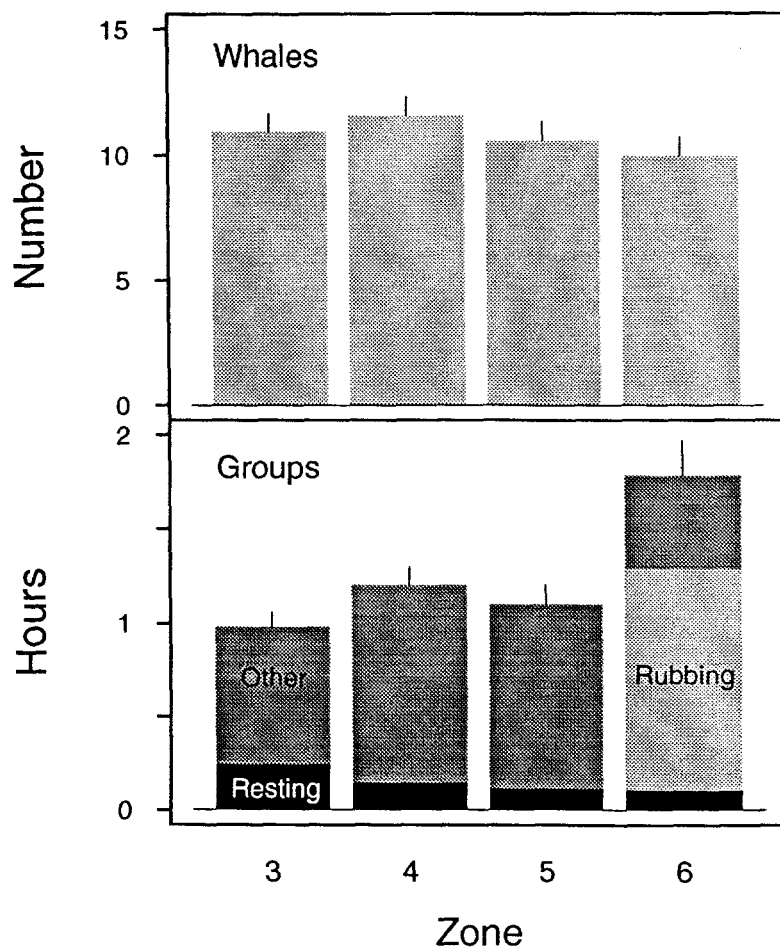 15
Whales
10
Number
5
0
2
Groups
Hours
1
Other
Rubbing
Resting
0
3 4 5 6
Zone